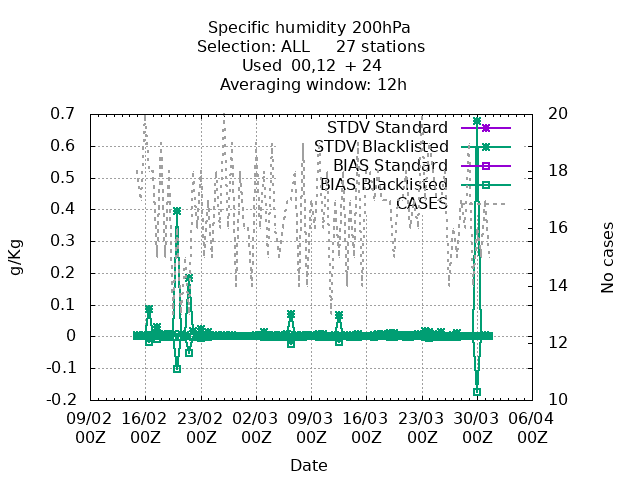 Specific humidity 200hPa
Selection: ALL 27 stations
Used 00,12 + 24
Averaging window: 12h
0.7
0.6
0.5
0.4
0.3
0.2
0.1
0
-0.1
-0.2
20
18
16
14
12
10
STDV Standard
STDV Blacklisted
BIAS Standard
BIAS Blacklisted
CASES
g/Kg
No cases
09/02 16/02 23/02 02/03 09/03 16/03 23/03 30/03 06/04
00Z 00Z 00Z 00Z 00Z 00Z 00Z 00Z 00Z
Date